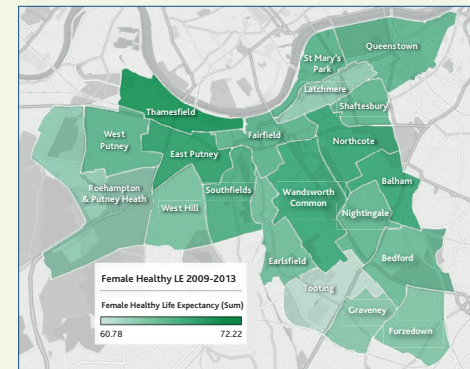 Queenstown
St Mary's
Park
Latchmere
Shaftesbury
Thamesfield
Fairfield
West
Putney
East Putney
Northcote
Balham
Roehampton
& Putney Heath
West Hill
Southfields
Wandsworth
Common
Nightingale
Earlsfield
Bedford
Tooting
Graveney
Furzedown
Female Healthy LE 2009-2013
Female Healthy Life Expectancy (Sum)
60.78 72.22